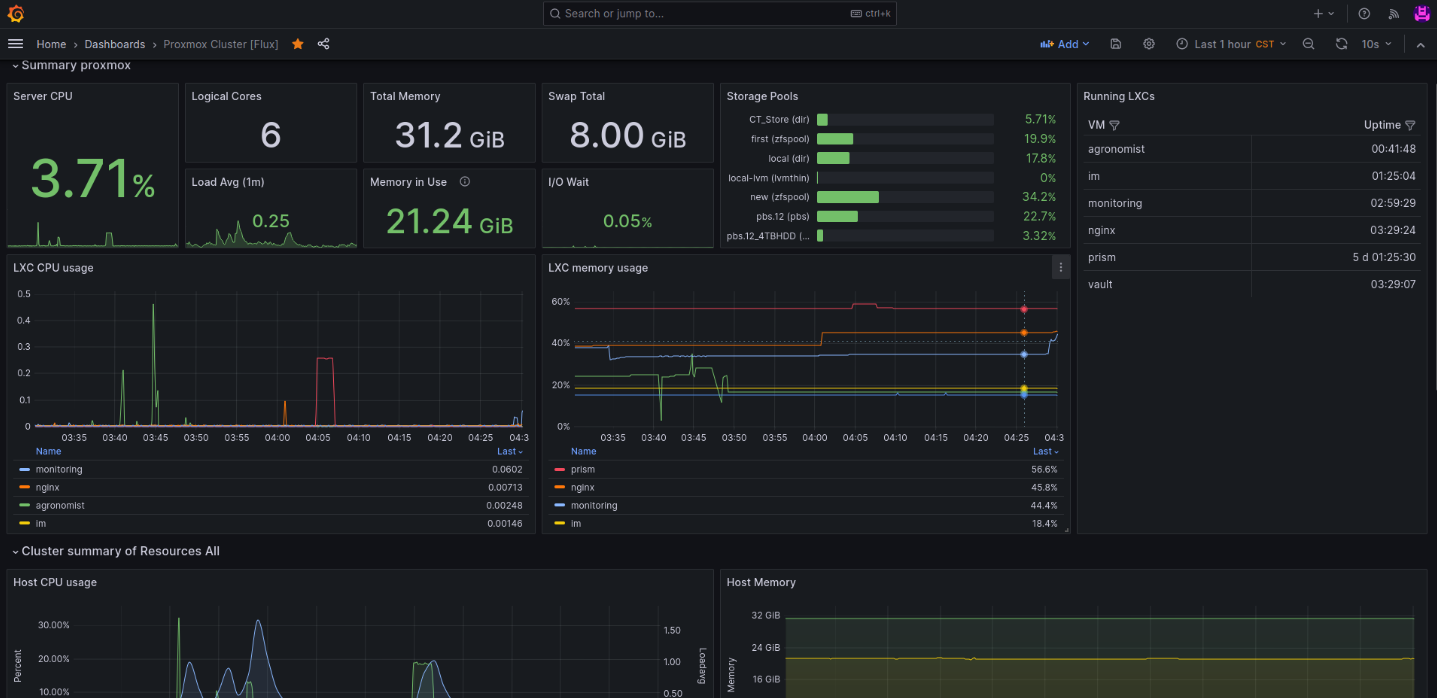 Search or jump to...
ctrl+k
Home › Dashboards › Proxmox Cluster [Flux]
Add
Last 1 hour CST
10s
Summary proxmox
Server CPU
3.71%
Logical Cores
6
Total Memory
31.2 GiB
Swap Total
8.00 GiB
Load Avg (1m)
0.25
Memory in Use
21.24 GiB
I/O Wait
0.05%
Storage Pools
CT_Store (dir) 5.71%
first (zfspool) 19.9%
local (dir) 17.8%
local-lvm (lvmthin) 0%
new (zfspool) 34.2%
pbs.12 (pbs) 22.7%
pbs.12_4TBHDD (... 3.32%
Running LXCs
VM Uptime
agronomist 00:41:48
im 01:25:04
monitoring 02:59:29
nginx 03:29:24
prism 5 d 01:25:30
vault 03:29:07
LXC CPU usage
0.5
0.4
0.3
0.2
0.1
0
03:35 03:40 03:45 03:50 03:55 04:00 04:05 04:10 04:15 04:20 04:25 04:3
Name Last
monitoring 0.0602
nginx 0.00713
agronomist 0.00248
im 0.00146
LXC memory usage
60%
40%
20%
0%
03:35 03:40 03:45 03:50 03:55 04:00 04:05 04:10 04:15 04:20 04:25 04:3
Name Last
prism 56.6%
nginx 45.8%
monitoring 44.4%
im 18.4%
Cluster summary of Resources All
Host CPU usage
Percent
30.00%
20.00%
10.00%
1.50
1.00
0.50
Loadavg
Host Memory
Memory
32 GiB
24 GiB
16 GiB